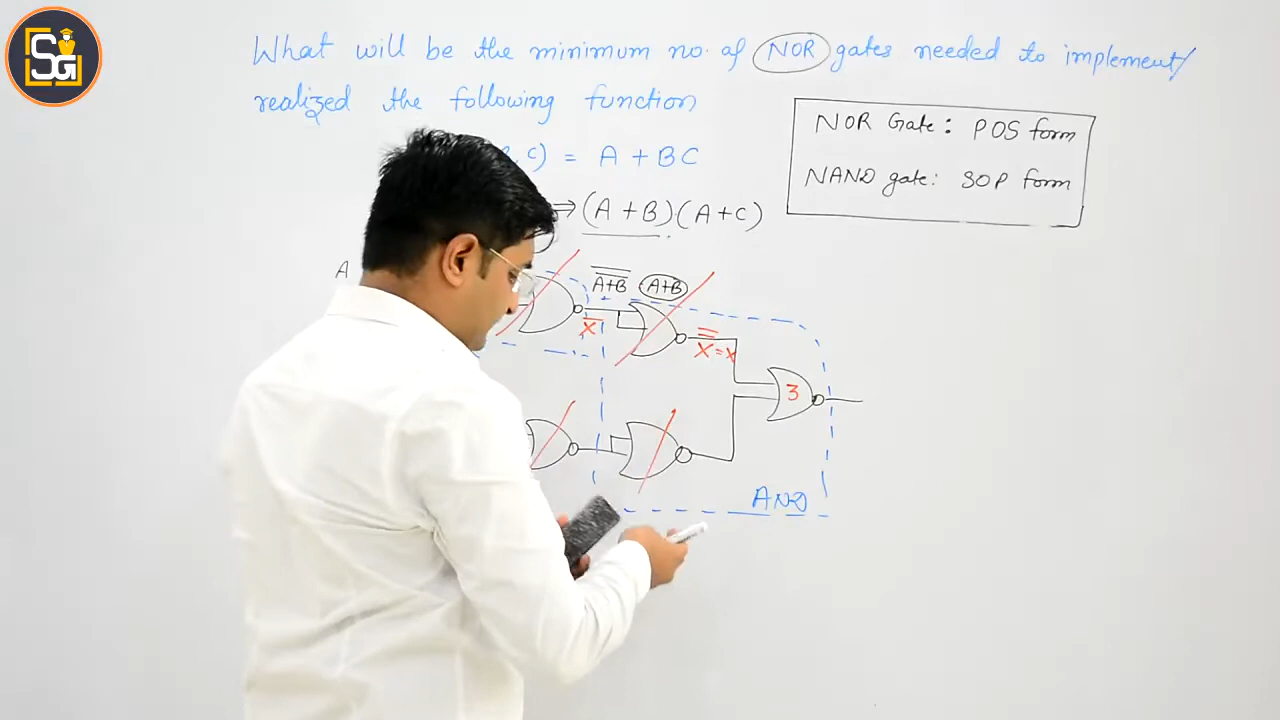 SG
What will be the minimum no. of NOR gates needed to implement/
realized the following function
NOR Gate: POS form
NAND gate: SOP form
C) = A + BC
⇒ (A + B)(A + C)
A
A+B A+B
X
X = X
3
AND